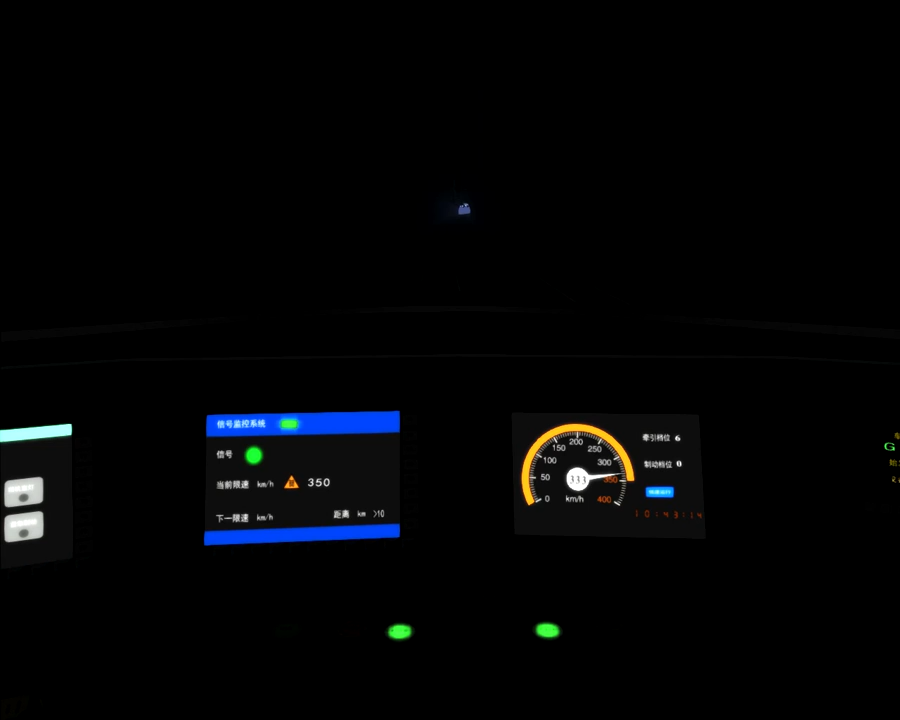 信号监控系统
信号
当前限速 km/h 350
下一限速 km/h 距离 km >10
200
150 250
100 300
50 333 350
0 km/h 400
牵引档位 6
制动档位 0
10:43:14
G